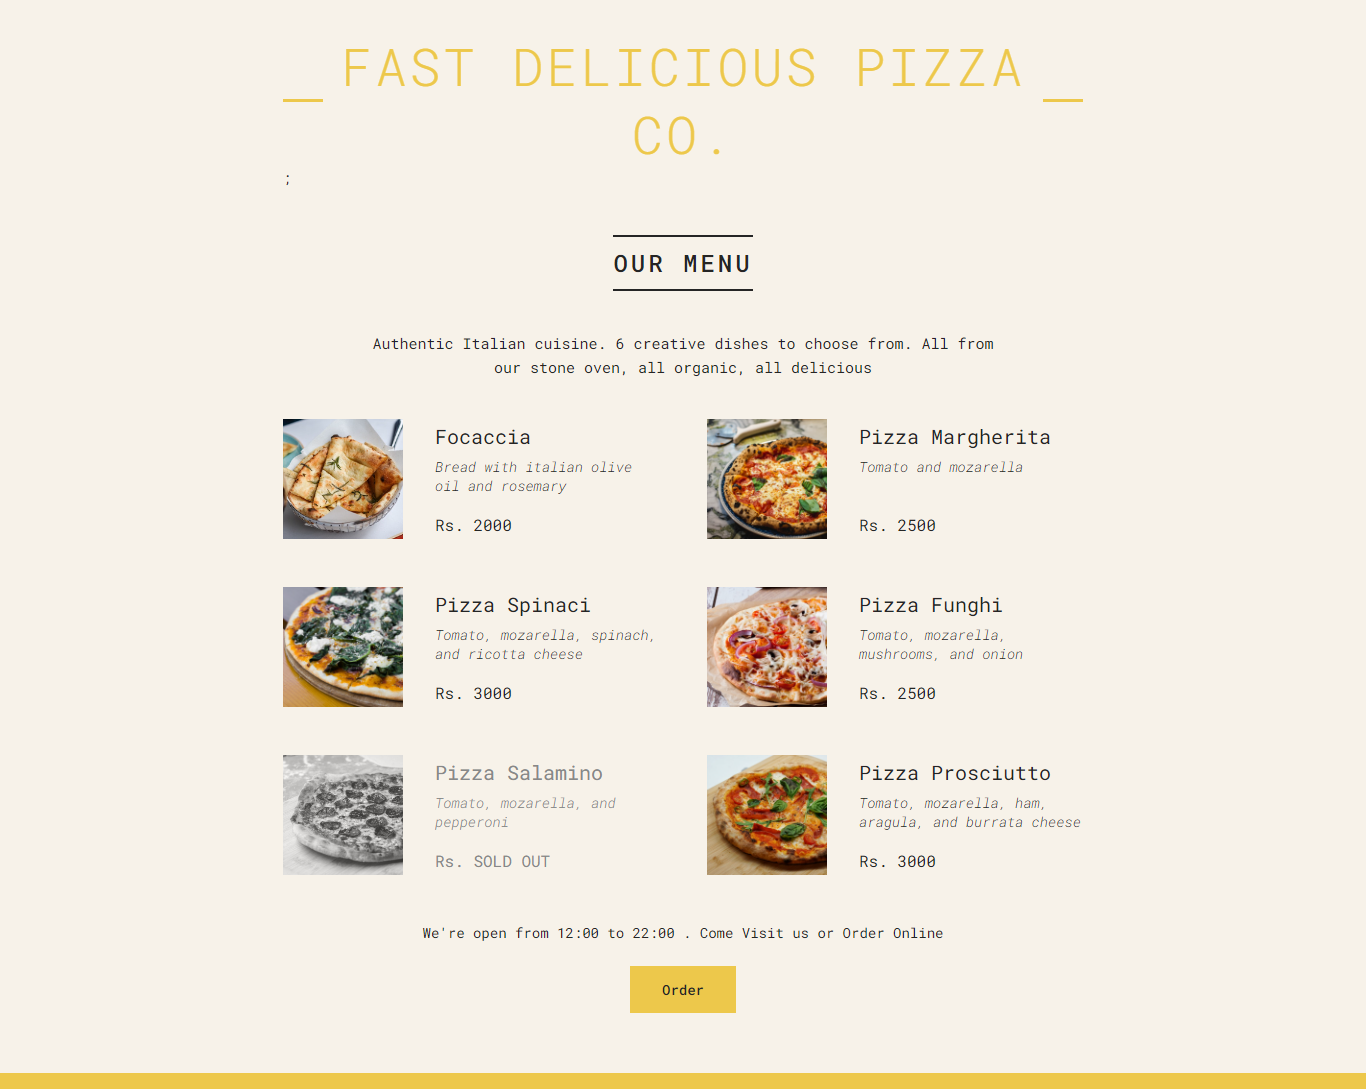 FAST DELICIOUS PIZZA
CO.
;
OUR MENU
Authentic Italian cuisine. 6 creative dishes to choose from. All from
our stone oven, all organic, all delicious
Focaccia
Bread with italian olive
oil and rosemary
Rs. 2000
Pizza Margherita
Tomato and mozarella
Rs. 2500
Pizza Spinaci
Tomato, mozarella, spinach,
and ricotta cheese
Rs. 3000
Pizza Funghi
Tomato, mozarella,
mushrooms, and onion
Rs. 2500
Pizza Salamino
Tomato, mozarella, and
pepperoni
Rs. SOLD OUT
Pizza Prosciutto
Tomato, mozarella, ham,
aragula, and burrata cheese
Rs. 3000
We're open from 12:00 to 22:00 . Come Visit us or Order Online
Order